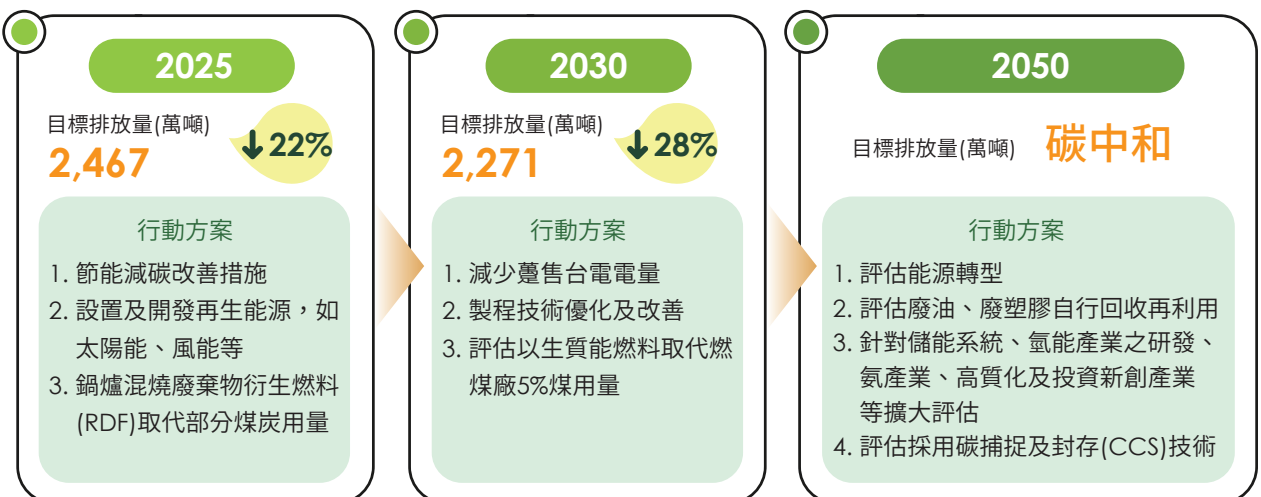 2025
目標排放量(萬噸)
2,467
22%
行動方案
1. 節能減碳改善措施
2. 設置及開發再生能源，如
太陽能、風能等
3. 鍋爐混燒廢棄物衍生燃料
(RDF)取代部分煤炭用量
2030
目標排放量(萬噸)
2,271
28%
行動方案
1. 減少躉售台電電量
2. 製程技術優化及改善
3. 評估以生質能燃料取代燃
煤廠5%煤用量
2050
目標排放量(萬噸) 碳中和
行動方案
1. 評估能源轉型
2. 評估廢油、廢塑膠自行回收再利用
3. 針對儲能系統、氫能產業之研發、
氨產業、高質化及投資新創產業
等擴大評估
4. 評估採用碳捕捉及封存(CCS)技術